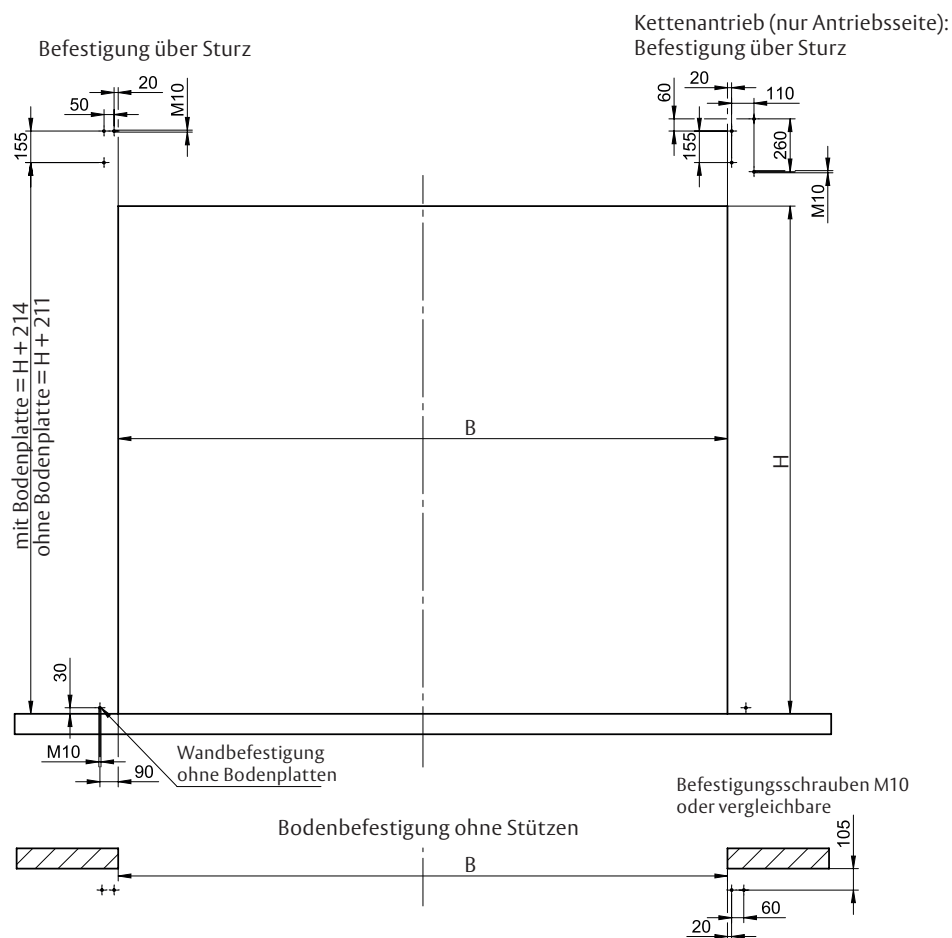 Kettenantrieb (nur Antriebsseite):
Befestigung über Sturz
Befestigung über Sturz
20
50
M10
155
20
110
60
155
260
M10
mit Bodenplatte = H + 214
ohne Bodenplatte = H + 211
B
H
30
M10
90
Wandbefestigung
ohne Bodenplatten
Befestigungsschrauben M10
oder vergleichbare
Bodenbefestigung ohne Stützen
B
105
60
20